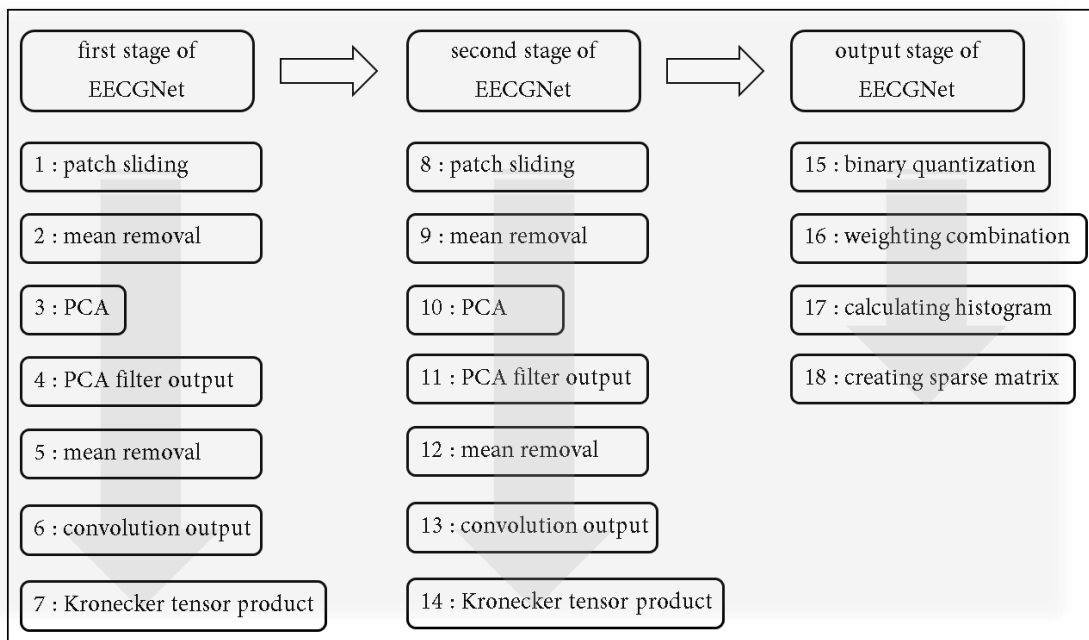 first stage of
EECGNet
second stage of
EECGNet
output stage of
EECGNet
1 : patch sliding
2 : mean removal
3 : PCA
4 : PCA filter output
5 : mean removal
6 : convolution output
7 : Kronecker tensor product
8 : patch sliding
9 : mean removal
10 : PCA
11 : PCA filter output
12 : mean removal
13 : convolution output
14 : Kronecker tensor product
15 : binary quantization
16 : weighting combination
17 : calculating histogram
18 : creating sparse matrix